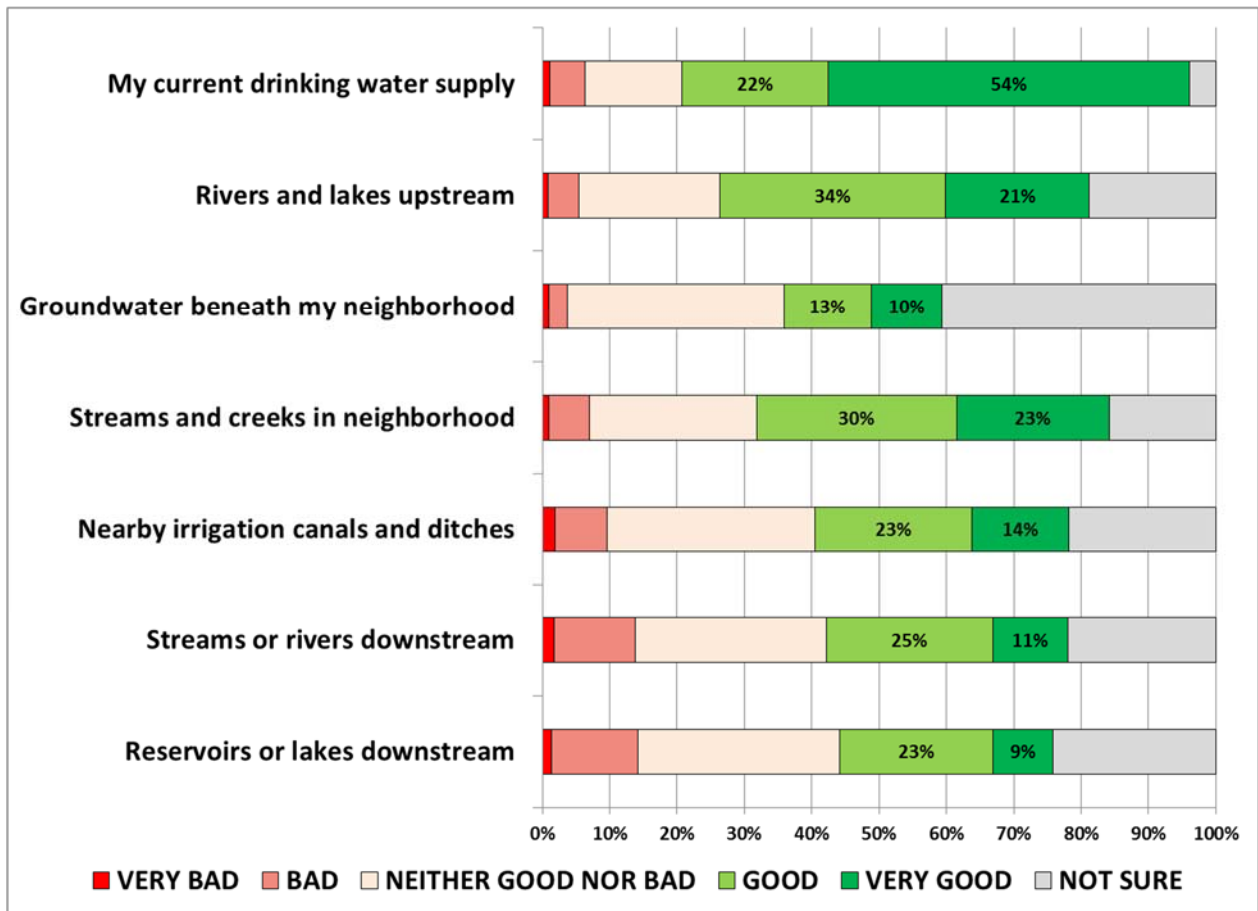 My current drinking water supply
22%
54%
Rivers and lakes upstream
34%
21%
Groundwater beneath my neighborhood
13%
10%
Streams and creeks in neighborhood
30%
23%
Nearby irrigation canals and ditches
23%
14%
Streams or rivers downstream
25%
11%
Reservoirs or lakes downstream
23%
9%
0% 10% 20% 30% 40% 50% 60% 70% 80% 90% 100%
VERY BAD BAD NEITHER GOOD NOR BAD GOOD VERY GOOD NOT SURE